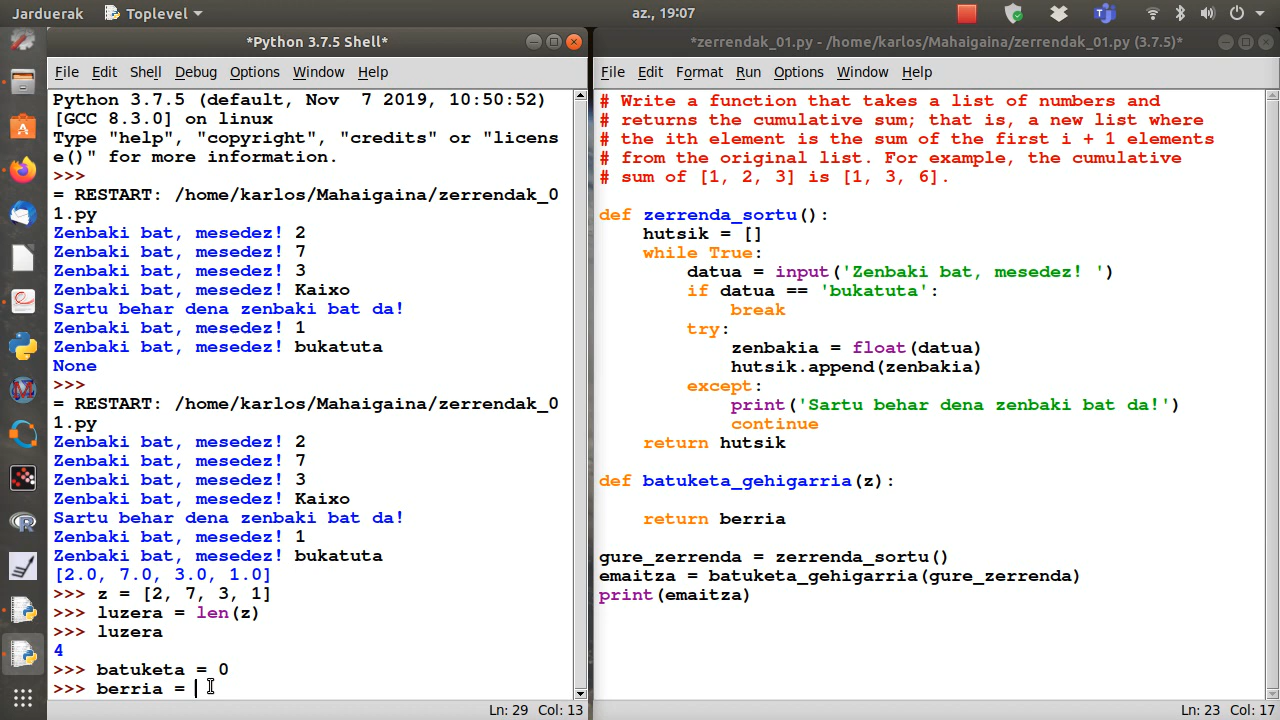 Jarduerak Toplevel az., 19:07
*Python 3.7.5 Shell*
File Edit Shell Debug Options Window Help
Python 3.7.5 (default, Nov  7 2019, 10:50:52)
[GCC 8.3.0] on linux
Type "help", "copyright", "credits" or "licens
e()" for more information.
>>>
= RESTART: /home/karlos/Mahaigaina/zerrendak_0
1.py
Zenbaki bat, mesedez! 2
Zenbaki bat, mesedez! 7
Zenbaki bat, mesedez! 3
Zenbaki bat, mesedez! Kaixo
Sartu behar dena zenbaki bat da!
Zenbaki bat, mesedez! 1
Zenbaki bat, mesedez! bukatuta
None
>>>
= RESTART: /home/karlos/Mahaigaina/zerrendak_0
1.py
Zenbaki bat, mesedez! 2
Zenbaki bat, mesedez! 7
Zenbaki bat, mesedez! 3
Zenbaki bat, mesedez! Kaixo
Sartu behar dena zenbaki bat da!
Zenbaki bat, mesedez! 1
Zenbaki bat, mesedez! bukatuta
[2.0, 7.0, 3.0, 1.0]
>>> z = [2, 7, 3, 1]
>>> luzera = len(z)
>>> luzera
4
>>> batuketa = 0
>>> berria =
Ln: 29 Col: 13
*zerrendak_01.py - /home/karlos/Mahaigaina/zerrendak_01.py (3.7.5)*
File Edit Format Run Options Window Help
# Write a function that takes a list of numbers and
# returns the cumulative sum; that is, a new list where
# the ith element is the sum of the first i + 1 elements
# from the original list. For example, the cumulative
# sum of [1, 2, 3] is [1, 3, 6].
def zerrenda_sortu():
    hutsik = []
    while True:
        datua = input('Zenbaki bat, mesedez! ')
        if datua == 'bukatuta':
            break
        try:
            zenbakia = float(datua)
            hutsik.append(zenbakia)
        except:
            print('Sartu behar dena zenbaki bat da!')
            continue
    return hutsik
def batuketa_gehigarria(z):
    return berria
gure_zerrenda = zerrenda_sortu()
emaitza = batuketa_gehigarria(gure_zerrenda)
print(emaitza)
Ln: 23 Col: 17